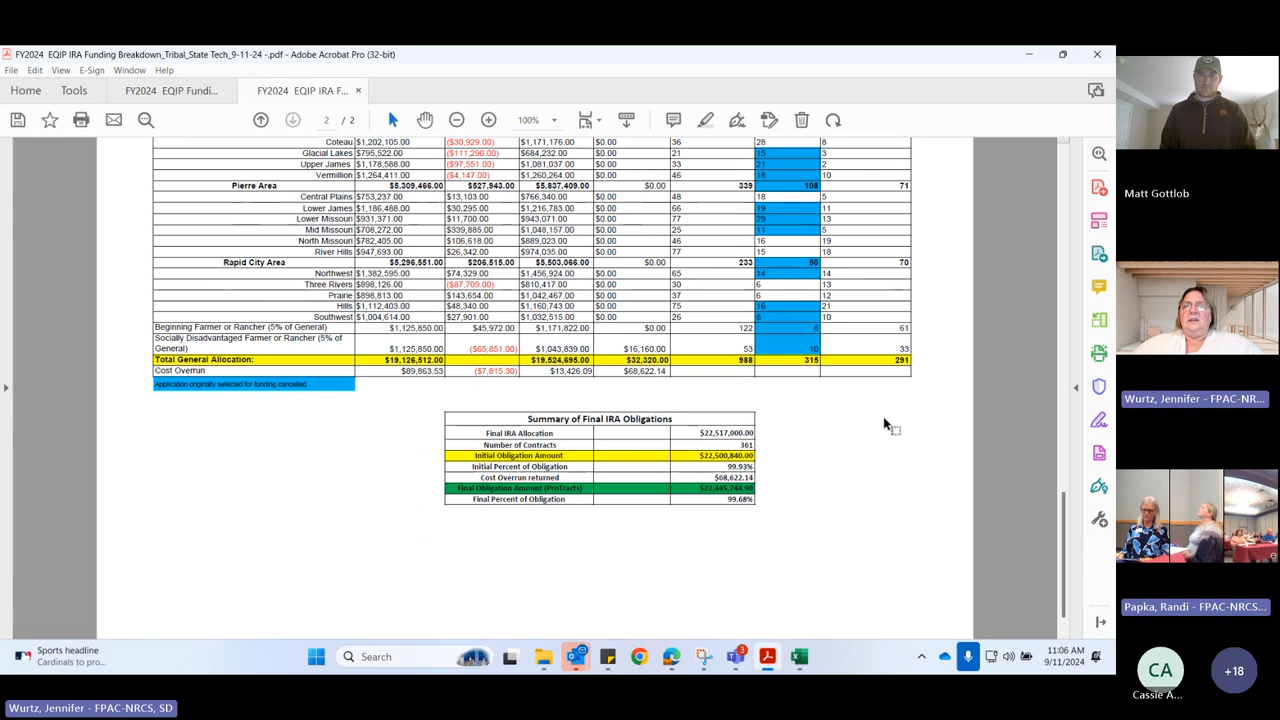 FY2024 EQIP IRA Funding Breakdown_Tribal_State Tech_9-11-24 -.pdf - Adobe Acrobat Pro (32-bit)
File Edit View E-Sign Window Help
Home Tools FY2024 EQIP Fundi... FY2024 EQIP IRA F... ×
2 / 2 100%
Coteau $1,202,105.00 ($30,929.00) $1,171,176.00 $0.00 36 28 8
Glacial Lakes $795,522.00 ($111,290.00) $684,232.00 $0.00 21 15 3
Upper James $1,178,588.00 ($97,551.00) $1,081,037.00 $0.00 33 21 2
Vermillion $1,264,411.00 ($4,147.00) $1,260,264.00 $0.00 46 18 10
Pierre Area $5,309,466.00 $527,943.00 $5,837,409.00 $0.00 339 108 71
Central Plains $753,237.00 $13,103.00 $766,340.00 $0.00 48 18 5
Lower James $1,186,488.00 $30,295.00 $1,216,783.00 $0.00 66 19 11
Lower Missouri $931,371.00 $11,700.00 $943,071.00 $0.00 77 29 13
Mid Missouri $708,272.00 $339,885.00 $1,048,157.00 $0.00 25 11 5
North Missouri $782,405.00 $106,618.00 $889,023.00 $0.00 46 16 19
River Hills $947,693.00 $26,342.00 $974,035.00 $0.00 77 15 18
Rapid City Area $5,296,551.00 $206,515.00 $5,503,066.00 $0.00 233 50 70
Northwest $1,382,595.00 $74,329.00 $1,456,924.00 $0.00 65 14 14
Three Rivers $898,126.00 ($87,709.00) $810,417.00 $0.00 30 6 13
Prairie $898,813.00 $143,654.00 $1,042,467.00 $0.00 37 6 12
Hills $1,112,403.00 $48,340.00 $1,160,743.00 $0.00 75 16 21
Southwest $1,004,614.00 $27,901.00 $1,032,515.00 $0.00 26 8 10
Beginning Farmer or Rancher (5% of General) $1,125,850.00 $45,972.00 $1,171,822.00 $0.00 122 8 61
Socially Disadvantaged Farmer or Rancher (5% of
General) $1,125,850.00 ($65,851.00) $1,043,839.00 $16,160.00 53 10 33
Total General Allocation: $19,126,512.00 $19,524,695.00 $32,320.00 988 315 291
Cost Overrun $89,863.53 ($7,815.30) $13,426.09 $68,622.14
Application originally selected for funding cancelled
Summary of Final IRA Obligations
Final IRA Allocation $22,517,000.00
Number of Contracts 361
Initial Obligation Amount $22,500,840.00
Initial Percent of Obligation 99.93%
Cost Overrun returned $68,622.14
Final Obligation Amount (ProTracts) $22,445,744.90
Final Percent of Obligation 99.68%
Matt Gottlob
Wurtz, Jennifer - FPAC-NR...
Papka, Randi - FPAC-NRCS...
CA
Cassie A...
+18
Sports headline
Cardinals to pro...
Search
3
11:06 AM
9/11/2024
Wurtz, Jennifer - FPAC-NRCS, SD